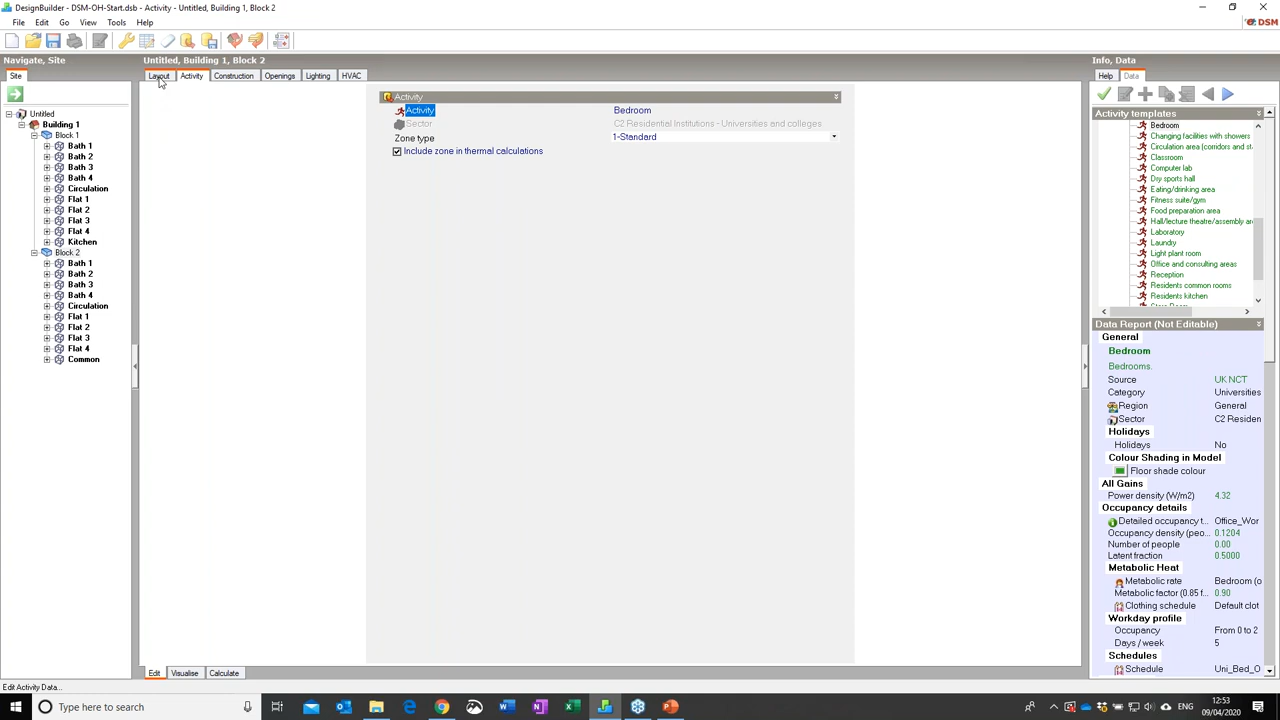 DesignBuilder - DSM-OH-Start.dsb - Activity - Untitled, Building 1, Block 2
File Edit Go View Tools Help
DSM
Navigate, Site
Site
Untitled
Building 1
Block 1
Bath 1
Bath 2
Bath 3
Bath 4
Circulation
Flat 1
Flat 2
Flat 3
Flat 4
Kitchen
Block 2
Bath 1
Bath 2
Bath 3
Bath 4
Circulation
Flat 1
Flat 2
Flat 3
Flat 4
Common
Untitled, Building 1, Block 2
Layout Activity Construction Openings Lighting HVAC
Activity
Activity Bedroom
Sector C2 Residential Institutions - Universities and colleges
Zone type 1-Standard
Include zone in thermal calculations
Edit Visualise Calculate
Info, Data
Help Data
Activity templates
Bedroom
Changing facilities with showers
Circulation area (corridors and st
Classroom
Computer lab
Dry sports hall
Eating/drinking area
Fitness suite/gym
Food preparation area
Hall/lecture theatre/assembly are
Laboratory
Laundry
Light plant room
Office and consulting areas
Reception
Residents common rooms
Residents kitchen
Data Report (Not Editable)
General
Bedroom
Bedrooms.
Source UK NCT
Category Universities
Region General
Sector C2 Residen
Holidays
Holidays No
Colour Shading in Model
Floor shade colour
All Gains
Power density (W/m2) 4.32
Occupancy details
Detailed occupancy t... Office_Wor
Occupancy density (peo... 0.1204
Number of people 0.00
Latent fraction 0.5000
Metabolic Heat
Metabolic rate Bedroom (o
Metabolic factor (0.85 f... 0.90
Clothing schedule Default clot
Workday profile
Occupancy From 0 to 2
Days / week 5
Schedules
Schedule Uni_Bed_O
Edit Activity Data...
Type here to search
ENG
12:53
09/04/2020